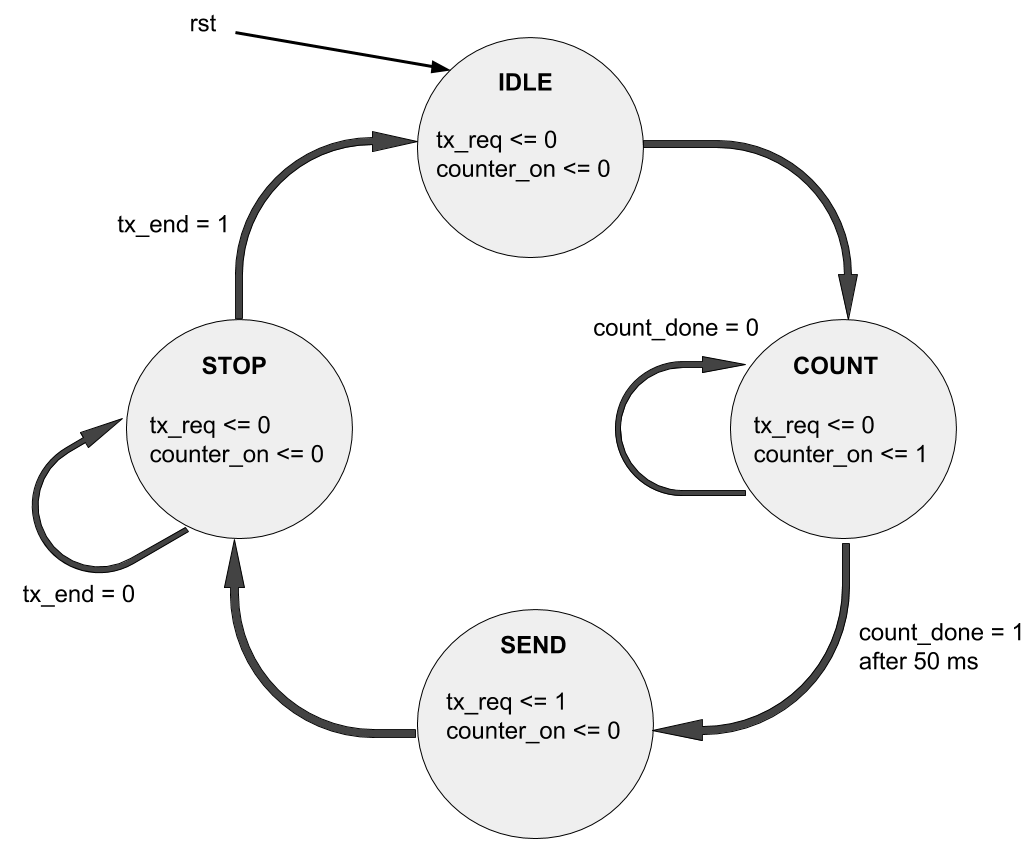 rst
IDLE
tx_req <= 0
counter_on <= 0
tx_end = 1
count_done = 0
STOP
tx_req <= 0
counter_on <= 0
COUNT
tx_req <= 0
counter_on <= 1
tx_end = 0
SEND
tx_req <= 1
counter_on <= 0
count_done = 1
after 50 ms